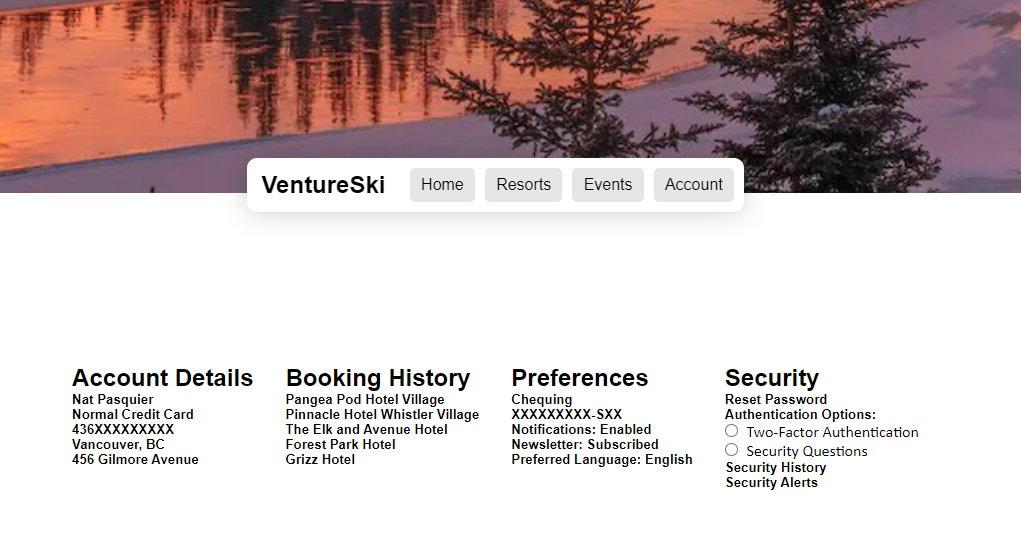 VentureSki Home Resorts Events Account
Account Details
Nat Pasquier
Normal Credit Card
436XXXXXXXXX
Vancouver, BC
456 Gilmore Avenue
Booking History
Pangea Pod Hotel Village
Pinnacle Hotel Whistler Village
The Elk and Avenue Hotel
Forest Park Hotel
Grizz Hotel
Preferences
Chequing
XXXXXXXXX-SXX
Notifications: Enabled
Newsletter: Subscribed
Preferred Language: English
Security
Reset Password
Authentication Options:
Two-Factor Authentication
Security Questions
Security History
Security Alerts